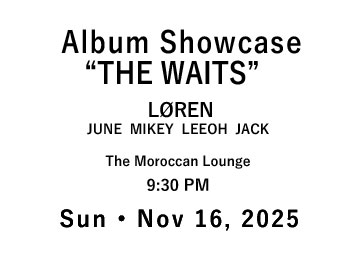 Album Showcase
“THE WAITS”
LØREN
JUNE MIKEY LEEOH JACK
The Moroccan Lounge
9:30 PM
Sun • Nov 16, 2025